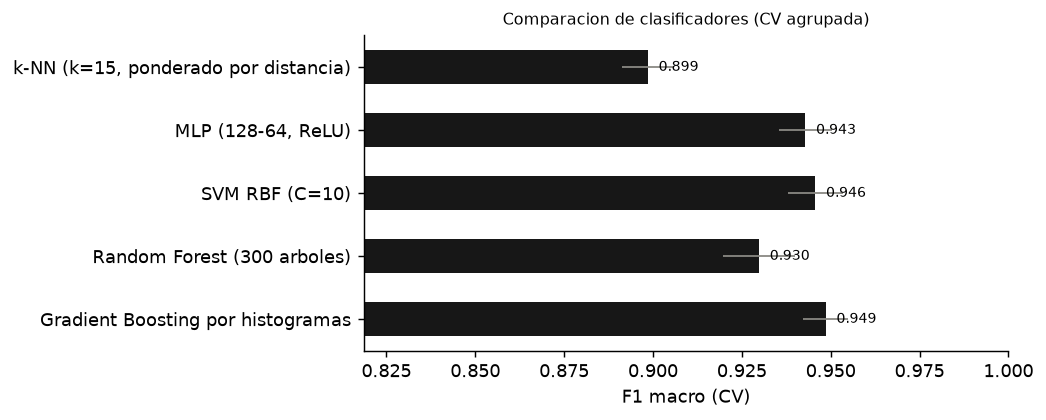 Comparacion de clasificadores (CV agrupada)
k-NN (k=15, ponderado por distancia)
0.899
MLP (128-64, ReLU)
0.943
SVM RBF (C=10)
0.946
Random Forest (300 arboles)
0.930
Gradient Boosting por histogramas
0.949
0.825 0.850 0.875 0.900 0.925 0.950 0.975 1.000
F1 macro (CV)